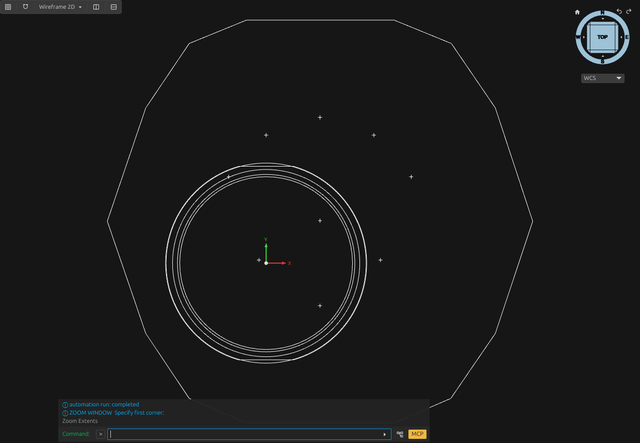 Wireframe 2D
N
W
TOP
E
S
WCS
Y
X
automation run: completed
ZOOM WINDOW Specify first corner:
Zoom Extents
Command:
>
MCP